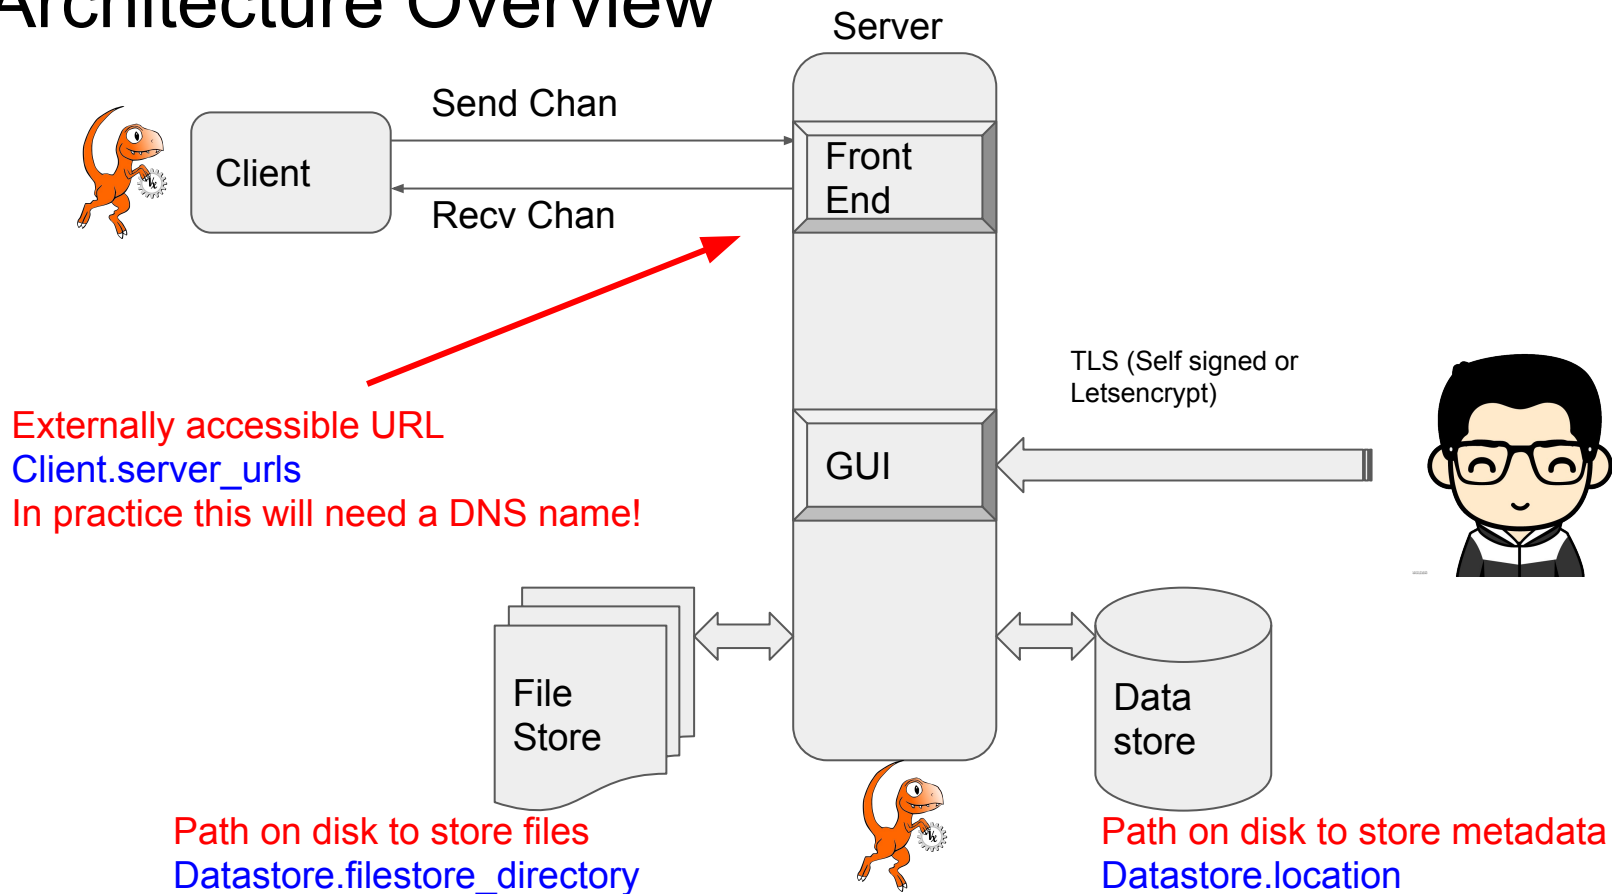 Architecture Overview
Server
Send Chan
Client
Front
End
Recv Chan
TLS (Self signed or
Letsencrypt)
Externally accessible URL
Client.server_urls
In practice this will need a DNS name!
GUI
File
Store
Data
store
Path on disk to store files
Datastore.filestore_directory
Path on disk to store metadata
Datastore.location